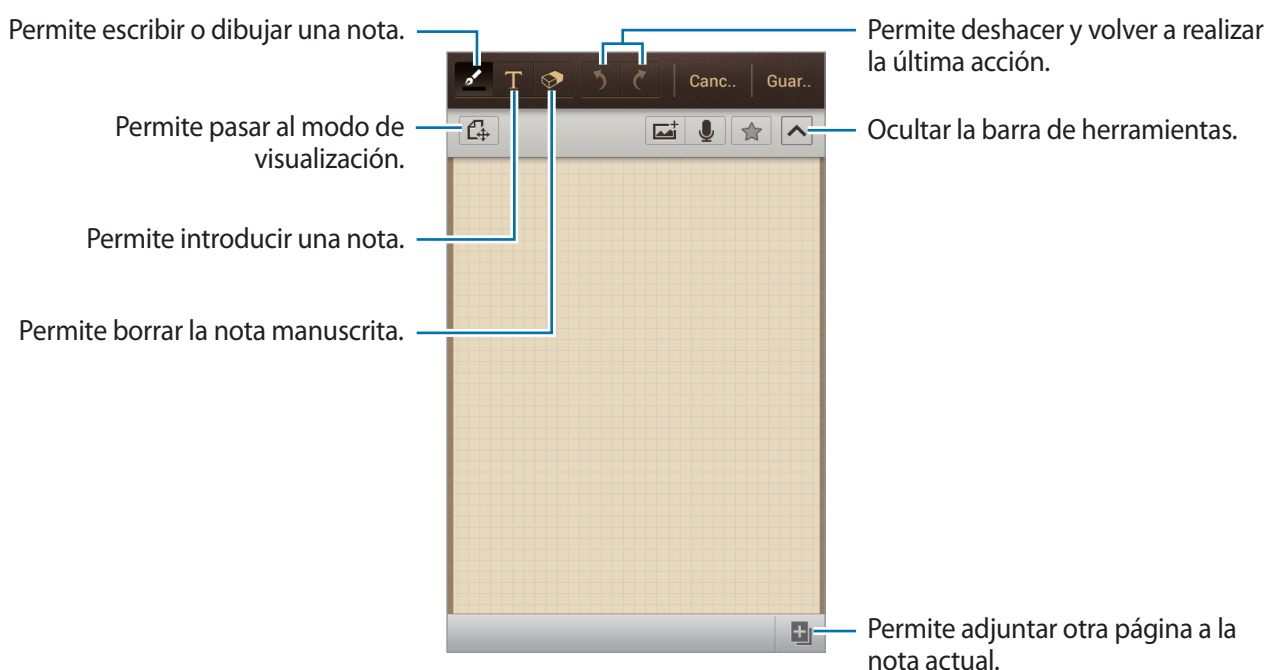 Permite escribir o dibujar una nota.
Permite deshacer y volver a realizar
la última acción.
T
Canc..
Guar..
Permite pasar al modo de
visualización.
Ocultar la barra de herramientas.
Permite introducir una nota.
Permite borrar la nota manuscrita.
Permite adjuntar otra página a la
nota actual.